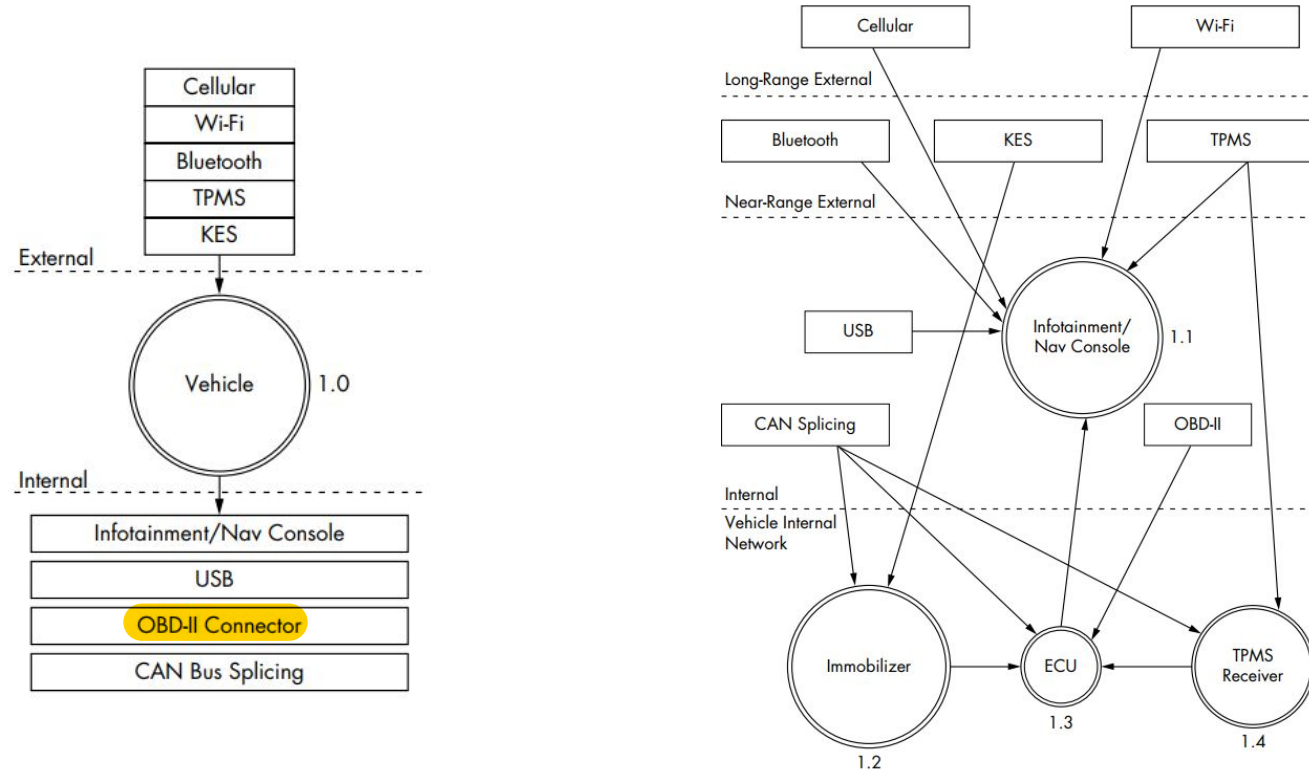 Cellular
Wi-Fi
Bluetooth
TPMS
KES
External
Vehicle
1.0
Internal
Infotainment/Nav Console
USB
OBD-II Connector
CAN Bus Splicing
Cellular
Wi-Fi
Long-Range External
Bluetooth
KES
TPMS
Near-Range External
Infotainment/
Nav Console
1.1
USB
CAN Splicing
OBD-II
Internal
Vehicle Internal
Network
Immobilizer
1.2
ECU
1.3
TPMS
Receiver
1.4